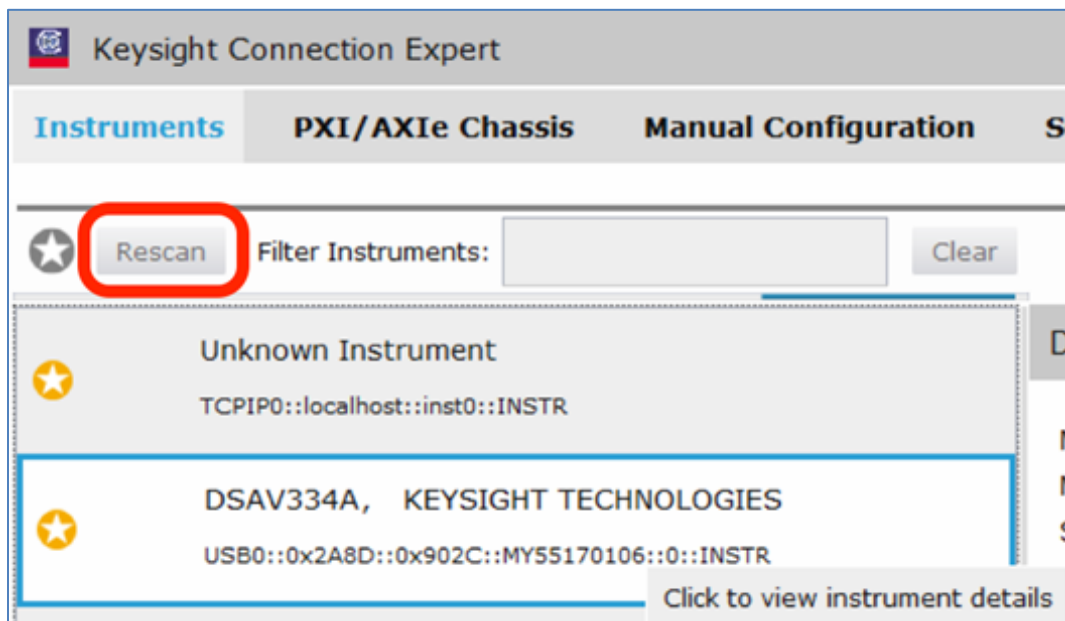 Keysight Connection Expert
Instruments PXI/AXIe Chassis Manual Configuration S
Rescan Filter Instruments: Clear
Unknown Instrument
TCPIP0::localhost::inst0::INSTR
DSAV334A, KEYSIGHT TECHNOLOGIES
USB0::0x2A8D::0x902C::MY55170106::0::INSTR
Click to view instrument details